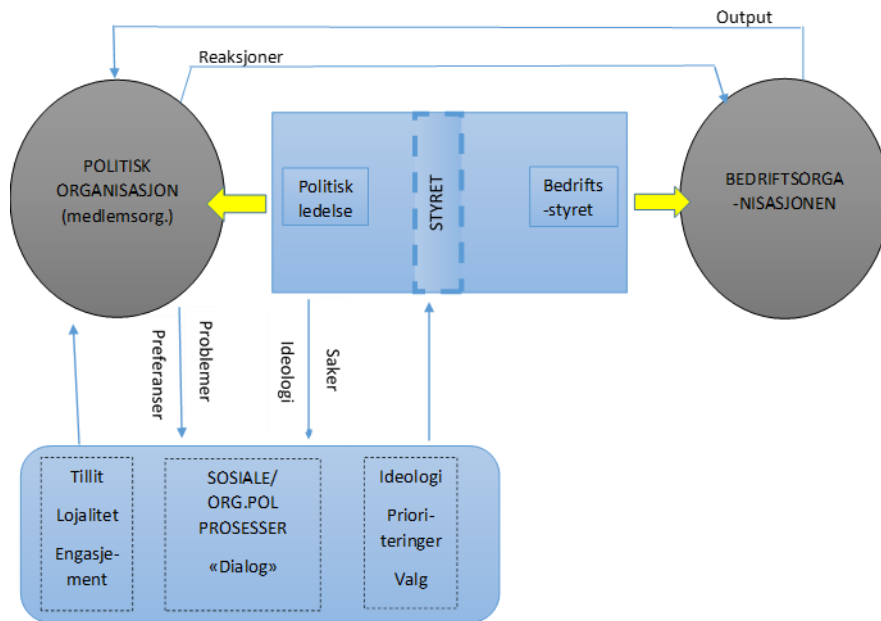 Output
Reaksjoner
POLITISK
ORGANISASJON
(medlemsorg.)
Politisk
ledelse
STYRET
Bedrifts
-styret
BEDRIFTSORGA
-NISASJONEN
Problemer
Preferanser
Saker
Ideologi
Tillit
Lojalitet
Engasje-
ment
SOSIALE/
ORG.POL
PROSESSER
«Dialog»
Ideologi
Priori-
teringer
Valg